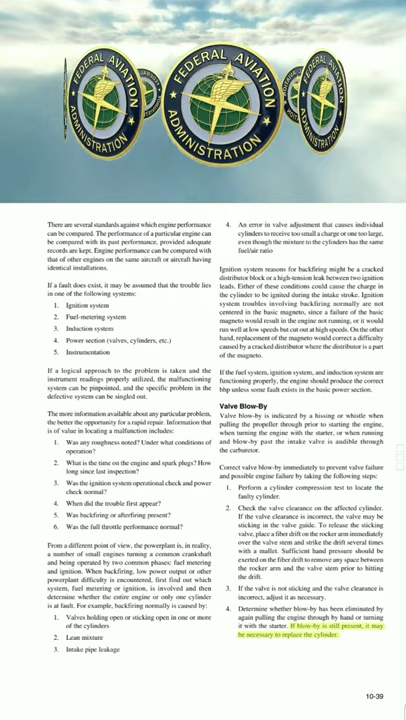 FEDERAL AVIATION
ADMINISTRATION
FEDERAL AVIATION
ADMINISTRATION
FEDERAL AVIATION
ADMINISTRATION
There are several standards against which engine performance
can be compared. The performance of a particular engine can
be compared with its past performance, provided adequate
records are kept. Engine performance can be compared with
that of other engines on the same aircraft or aircraft having
identical installations.
If a fault does exist, it may be assumed that the trouble lies
in one of the following systems:
1. Ignition system
2. Fuel-metering system
3. Induction system
4. Power section (valves, cylinders, etc.)
5. Instrumentation
If a logical approach to the problem is taken and the
instrument readings properly utilized, the malfunctioning
system can be pinpointed, and the specific problem in the
defective system can be singled out.
The more information available about any particular problem,
the better the opportunity for a rapid repair. Information that
is of value in locating a malfunction includes:
1. Was any roughness noted? Under what conditions of
operation?
2. What is the time on the engine and spark plugs? How
long since last inspection?
3. Was the ignition system operational check and power
check normal?
4. When did the trouble first appear?
5. Was backfiring or afterfiring present?
6. Was the full throttle performance normal?
From a different point of view, the powerplant is, in reality,
a number of small engines turning a common crankshaft
and being operated by two common phases: fuel metering
and ignition. When backfiring, low power output or other
powerplant difficulty is encountered, first find out which
system, fuel metering or ignition, is involved and then
determine whether the entire engine or only one cylinder
is at fault. For example, backfiring normally is caused by:
1. Valves holding open or sticking open in one or more
of the cylinders
2. Lean mixture
3. Intake pipe leakage
4. An error in valve adjustment that causes individual
cylinders to receive too small a charge or one too large,
even though the mixture to the cylinders has the same
fuel/air ratio
Ignition system reasons for backfiring might be a cracked
distributor block or a high-tension leak between two ignition
leads. Either of these conditions could cause the charge in
the cylinder to be ignited during the intake stroke. Ignition
system troubles involving backfiring normally are not
centered in the basic magneto, since a failure of the basic
magneto would result in the engine not running, or it would
run well at low speeds but cut out at high speeds. On the other
hand, replacement of the magneto would correct a difficulty
caused by a cracked distributor where the distributor is a part
of the magneto.
If the fuel system, ignition system, and induction system are
functioning properly, the engine should produce the correct
bhp unless some fault exists in the basic power section.
Valve Blow-By
Valve blow-by is indicated by a hissing or whistle when
pulling the propeller through prior to starting the engine,
when turning the engine with the starter, or when running
and blow-by past the intake valve is audible through
the carburetor.
Correct valve blow-by immediately to prevent valve failure
and possible engine failure by taking the following steps:
1. Perform a cylinder compression test to locate the
faulty cylinder.
2. Check the valve clearance on the affected cylinder.
If the valve clearance is incorrect, the valve may be
sticking in the valve guide. To release the sticking
valve, place a fiber drift on the rocker arm immediately
over the valve stem and strike the drift several times
with a mallet. Sufficient hand pressure should be
exerted on the fiber drift to remove any space between
the rocker arm and the valve stem prior to hitting
the drift.
3. If the valve is not sticking and the valve clearance is
incorrect, adjust it as necessary.
4. Determine whether blow-by has been eliminated by
again pulling the engine through by hand or turning
it with the starter. If blow-by is still present, it may
be necessary to replace the cylinder.
10-39